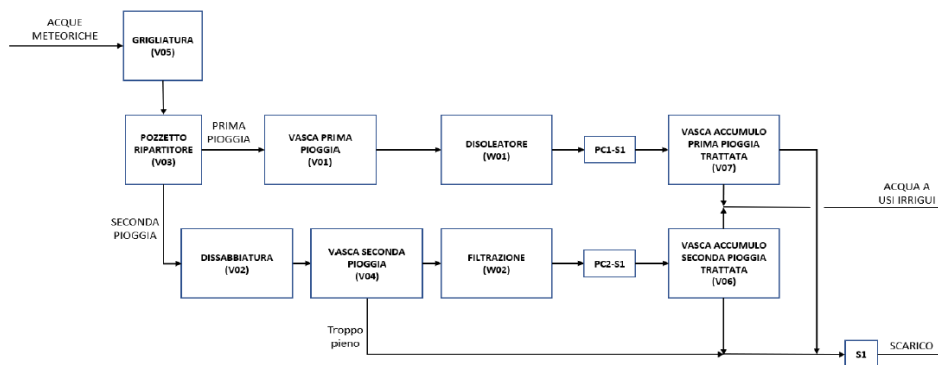 ACQUE
METEORICHE
GRIGLIATURA
(V05)
POZZETTO
RIPARTITORE
(V03)
PRIMA
PIOGGIA
VASCA PRIMA
PIOGGIA
(V01)
DISOLEATORE
(W01)
PC1-S1
VASCA ACCUMULO
PRIMA PIOGGIA
TRATTATA
(V07)
ACQUA A
USI IRRIGUI
SECONDA
PIOGGIA
DISSABBIATURA
(V02)
VASCA SECONDA
PIOGGIA
(V04)
FILTRAZIONE
(W02)
PC2-S1
VASCA ACCUMULO
SECONDA PIOGGIA
TRATTATA
(V06)
Troppo
pieno
S1
SCARICO